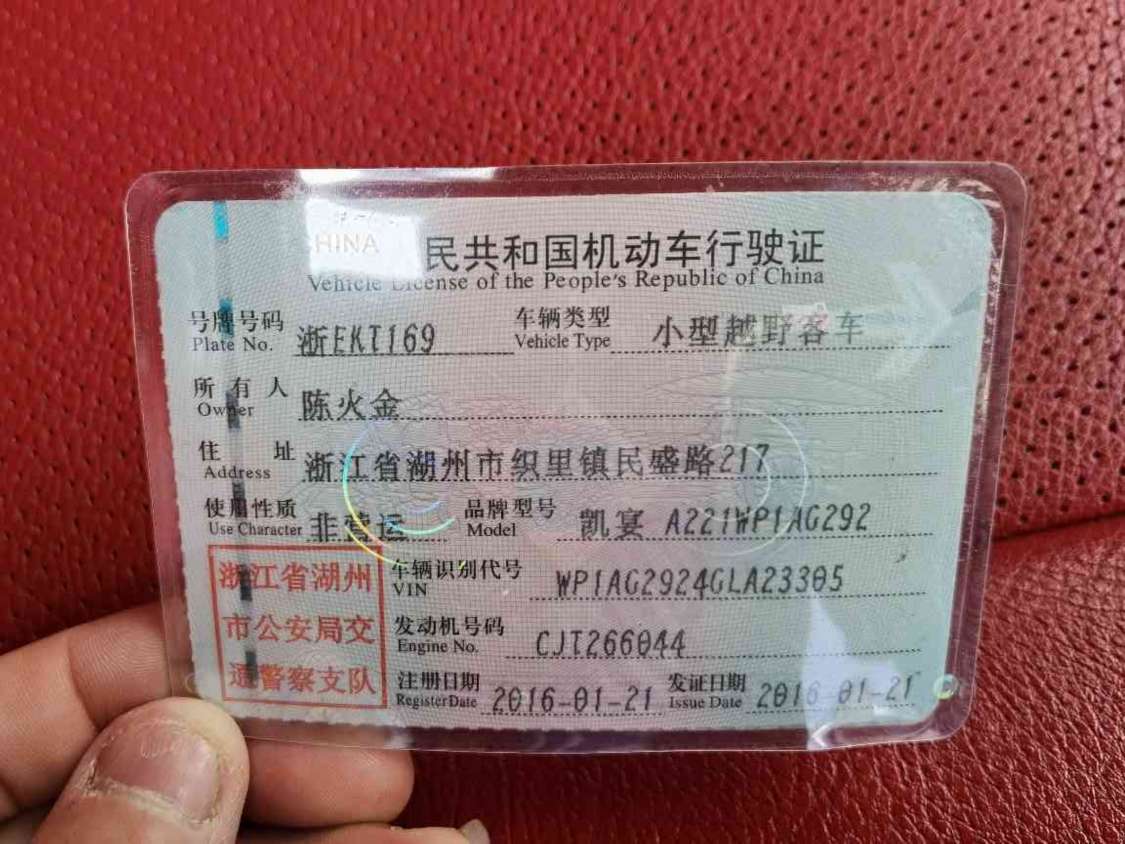 CHINA 民共和国机动车行驶证
Vehicle License of the People's Republic of China
号牌号码 浙EKT169 车辆类型 小型越野客车
Plate No. Vehicle Type
所有人 陈火金
Owner
住址 浙江省湖州市织里镇民盛路217
Address
使用性质 非营运 品牌型号 凯宴 A221WP1AG292
Use Character Model
浙江省湖州
市公安局交
通警察支队
车辆识别代号 WP1AG2924GLA23305
VIN
发动机号码 CJT266044
Engine No.
注册日期 2016-01-21 发证日期 2016-01-21
Register Date Issue Date